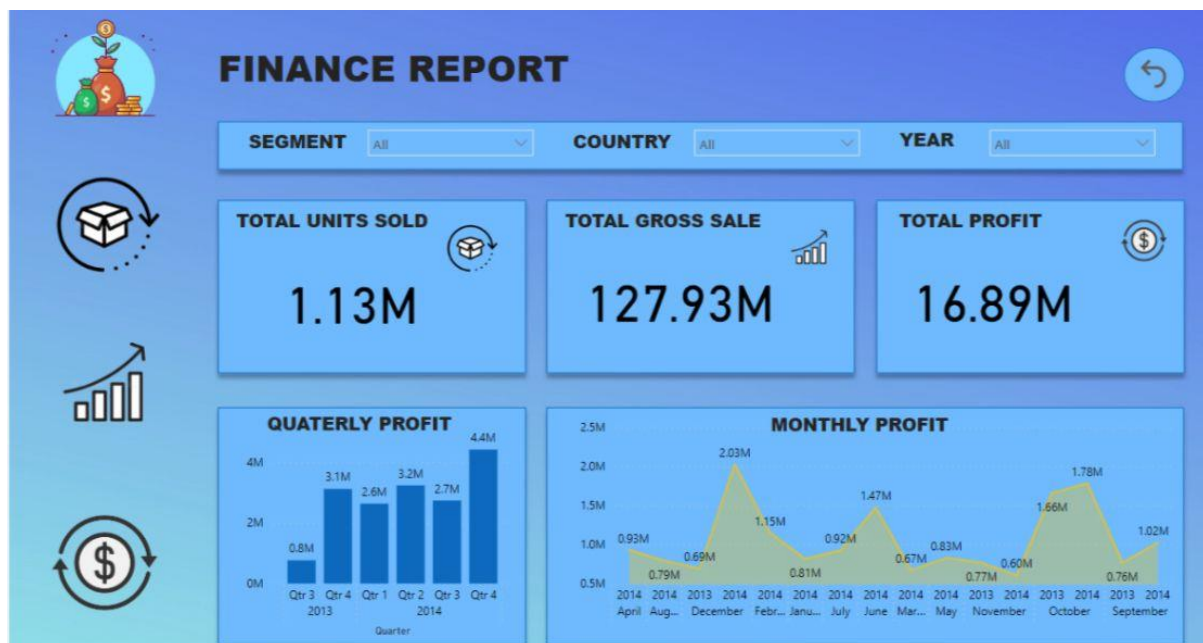 FINANCE REPORT
SEGMENT All COUNTRY All YEAR All
TOTAL UNITS SOLD
1.13M
TOTAL GROSS SALE
127.93M
TOTAL PROFIT
16.89M
QUATERLY PROFIT
4.4M
4M
3.1M 2.6M 3.2M 2.7M
2M
0.8M
0M
Qtr 3 Qtr 4 Qtr 1 Qtr 2 Qtr 3 Qtr 4
2013 2014
Quarter
MONTHLY PROFIT
2.5M
2.0M
1.5M
1.0M
0.5M
0.93M 0.79M 0.69M 2.03M 1.15M 0.81M 0.92M 1.47M 0.67M 0.83M 0.77M 0.60M 1.66M 1.78M 0.76M 1.02M
2014 2014 2013 2014 2014 2014 2014 2014 2014 2014 2013 2014 2013 2014 2013 2014
April Aug... December Febr... Janu... July June Mar... May November October September